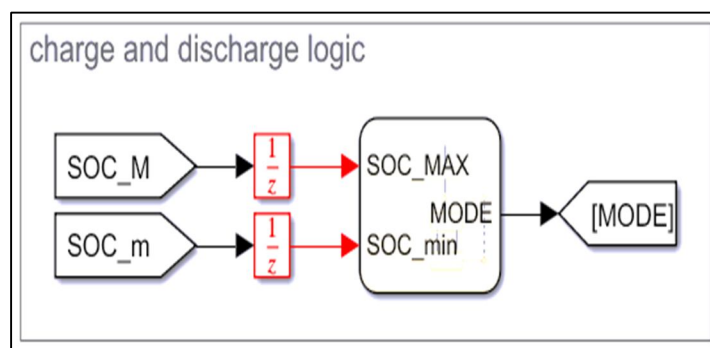 charge and discharge logic
SOC_M
1
z
SOC_MAX
MODE
[MODE]
SOC_m
1
z
SOC_min